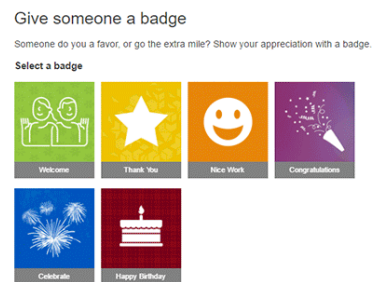 Give someone a badge
Someone do you a favor, or go the extra mile? Show your appreciation with a badge.
Select a badge
Welcome
Thank You
Nice Work
Congratulations
Celebrate
Happy Birthday